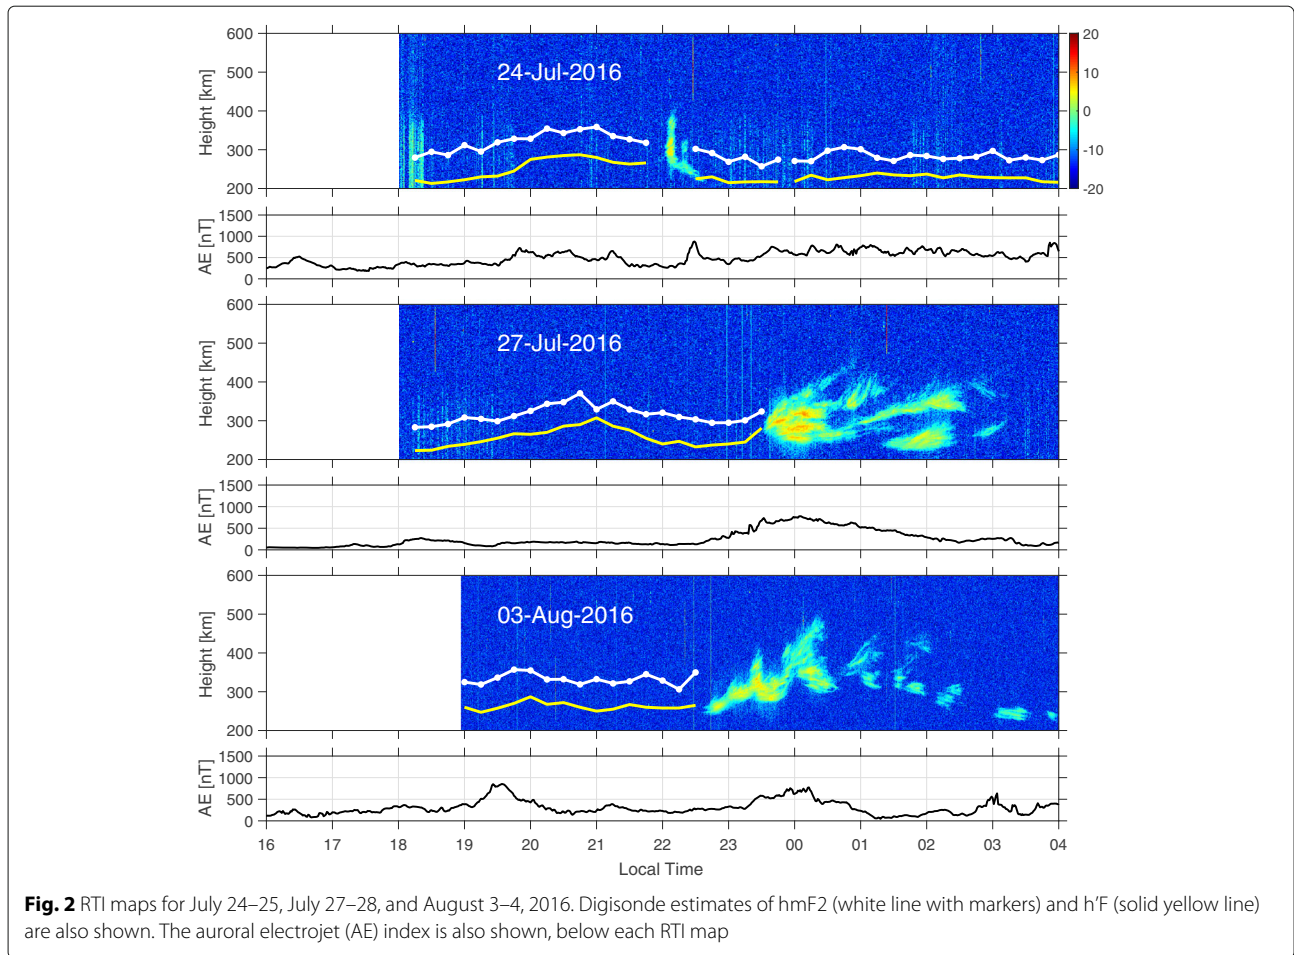 600
500
400
300
200
Height [km]
24-Jul-2016
20
10
0
-10
-20
1500
1000
500
0
AE [nT]
600
500
400
300
200
Height [km]
27-Jul-2016
1500
1000
500
0
AE [nT]
600
500
400
300
200
Height [km]
03-Aug-2016
1500
1000
500
0
AE [nT]
16 17 18 19 20 21 22 23 00 01 02 03 04
Local Time
Fig. 2 RTI maps for July 24–25, July 27–28, and August 3–4, 2016. Digisonde estimates of hmF2 (white line with markers) and h′F (solid yellow line)
are also shown. The auroral electrojet (AE) index is also shown, below each RTI map